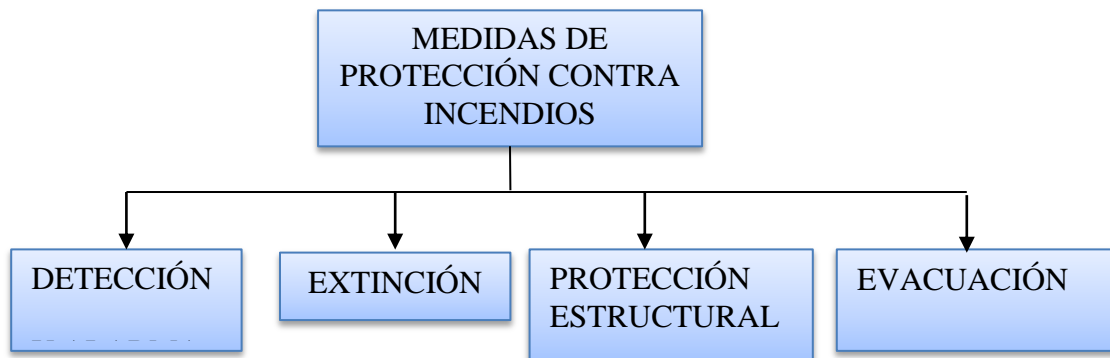 MEDIDAS DE
PROTECCIÓN CONTRA
INCENDIOS
DETECCIÓN
EXTINCIÓN
PROTECCIÓN
ESTRUCTURAL
EVACUACIÓN